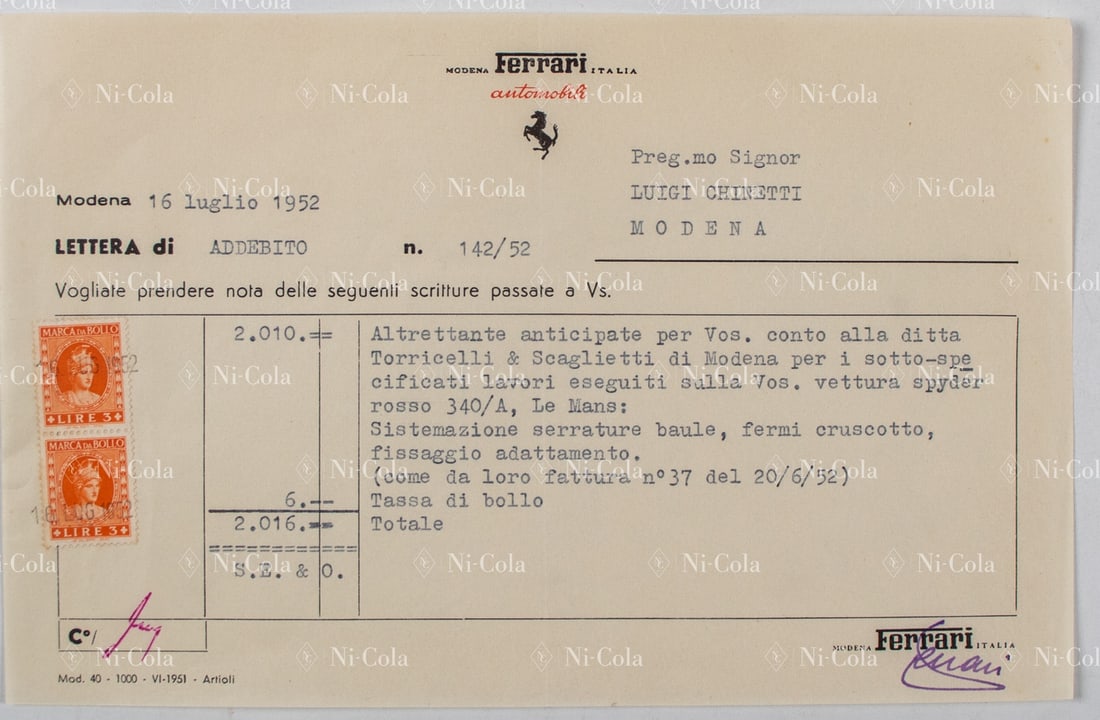 MODENA Ferrari ITALIA
automobili
Preg.mo Signor
LUIGI CHINETTI
MODENA
Modena 16 luglio 1952
LETTERA di ADDEBITO n. 142/52
Vogliate prendere nota delle seguenti scritture passate a Vs.
MARCA DA BOLLO
LIRE 3
MARCA DA BOLLO
LIRE 3
2.010.== Altrettante anticipate per Vos. conto alla ditta
Torricelli & Scaglietti di Modena per i sotto-spe
cificati lavori eseguiti sulla Vos. vettura spyder
rosso 340/A, Le Mans:
Sistemazione serrature baule, fermi cruscotto,
fissaggio adattamento.
(come da loro fattura n°37 del 20/6/52)
6.-- Tassa di bollo
2.016.== Totale
S.E. & O.
C°/
MODENA Ferrari ITALIA
Ferrari
Mod. 40 - 1000 - VI-1951 - Artioli
Ni-Cola